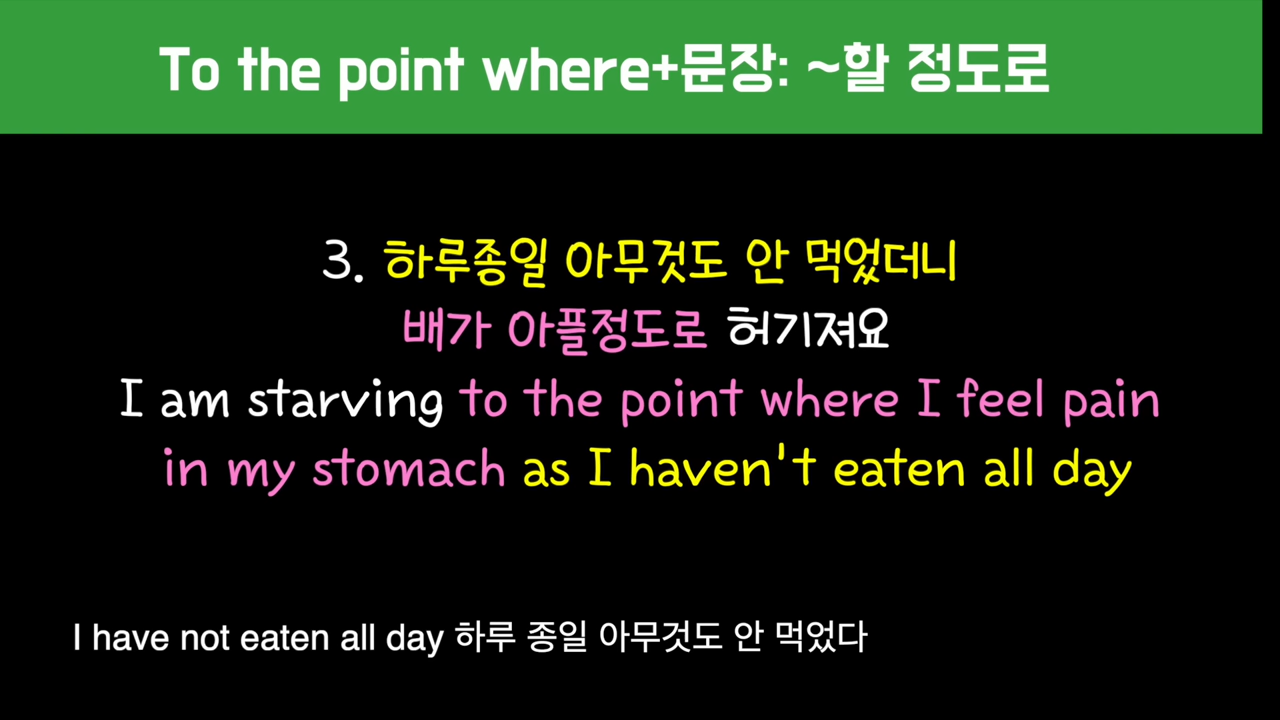 To the point where+문장: ~할 정도로
3. 하루종일 아무것도 안 먹었더니
배가 아플정도로 허기져요
I am starving to the point where I feel pain
in my stomach as I haven't eaten all day
I have not eaten all day 하루 종일 아무것도 안 먹었다